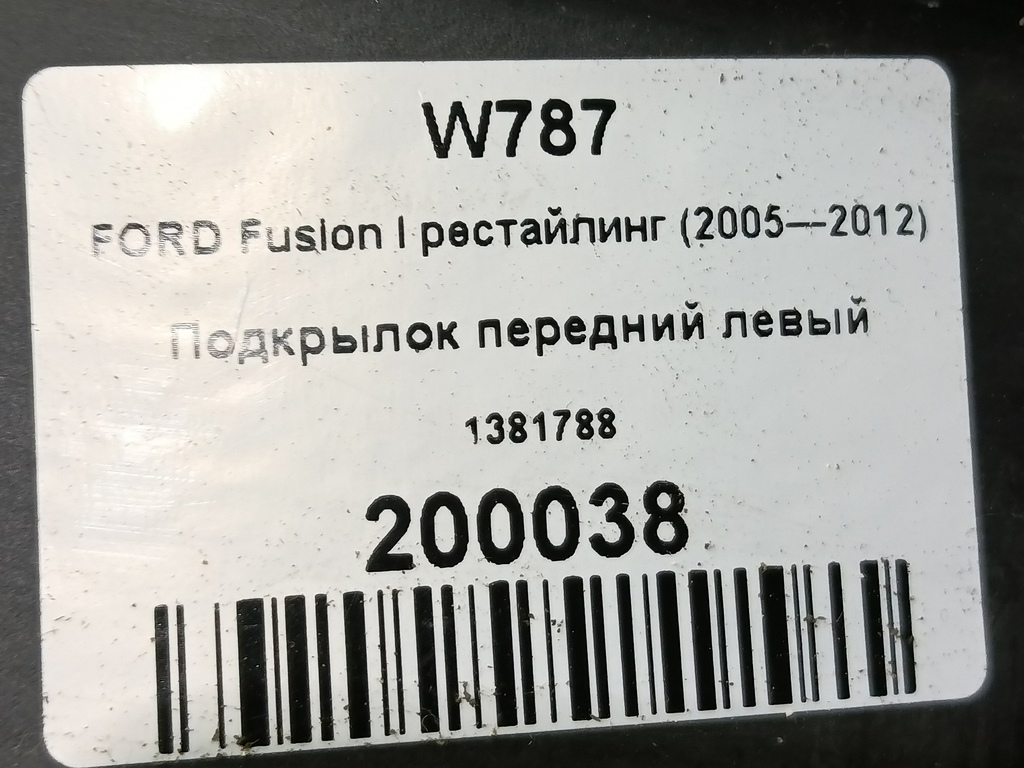 W787
FORD Fusion I рестайлинг (2005—2012)
Подкрылок передний левый
1381788
200038